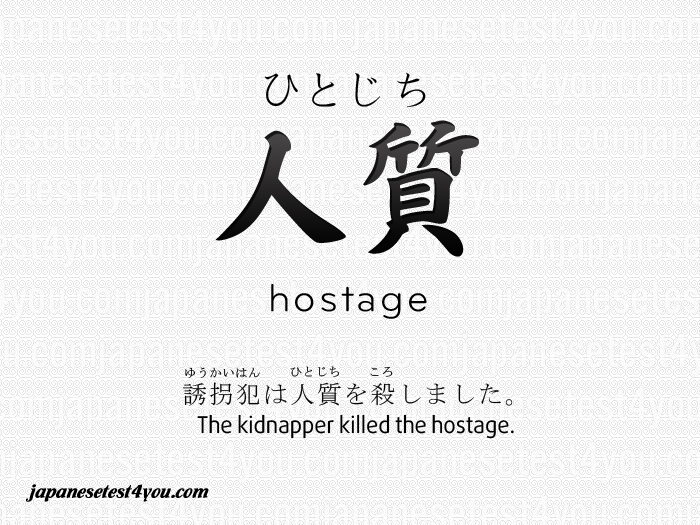 ひとじち
人質
hostage
ゆうかいはん ひとじち ころ
誘拐犯は人質を殺しました。
The kidnapper killed the hostage.
japanesetest4you.com